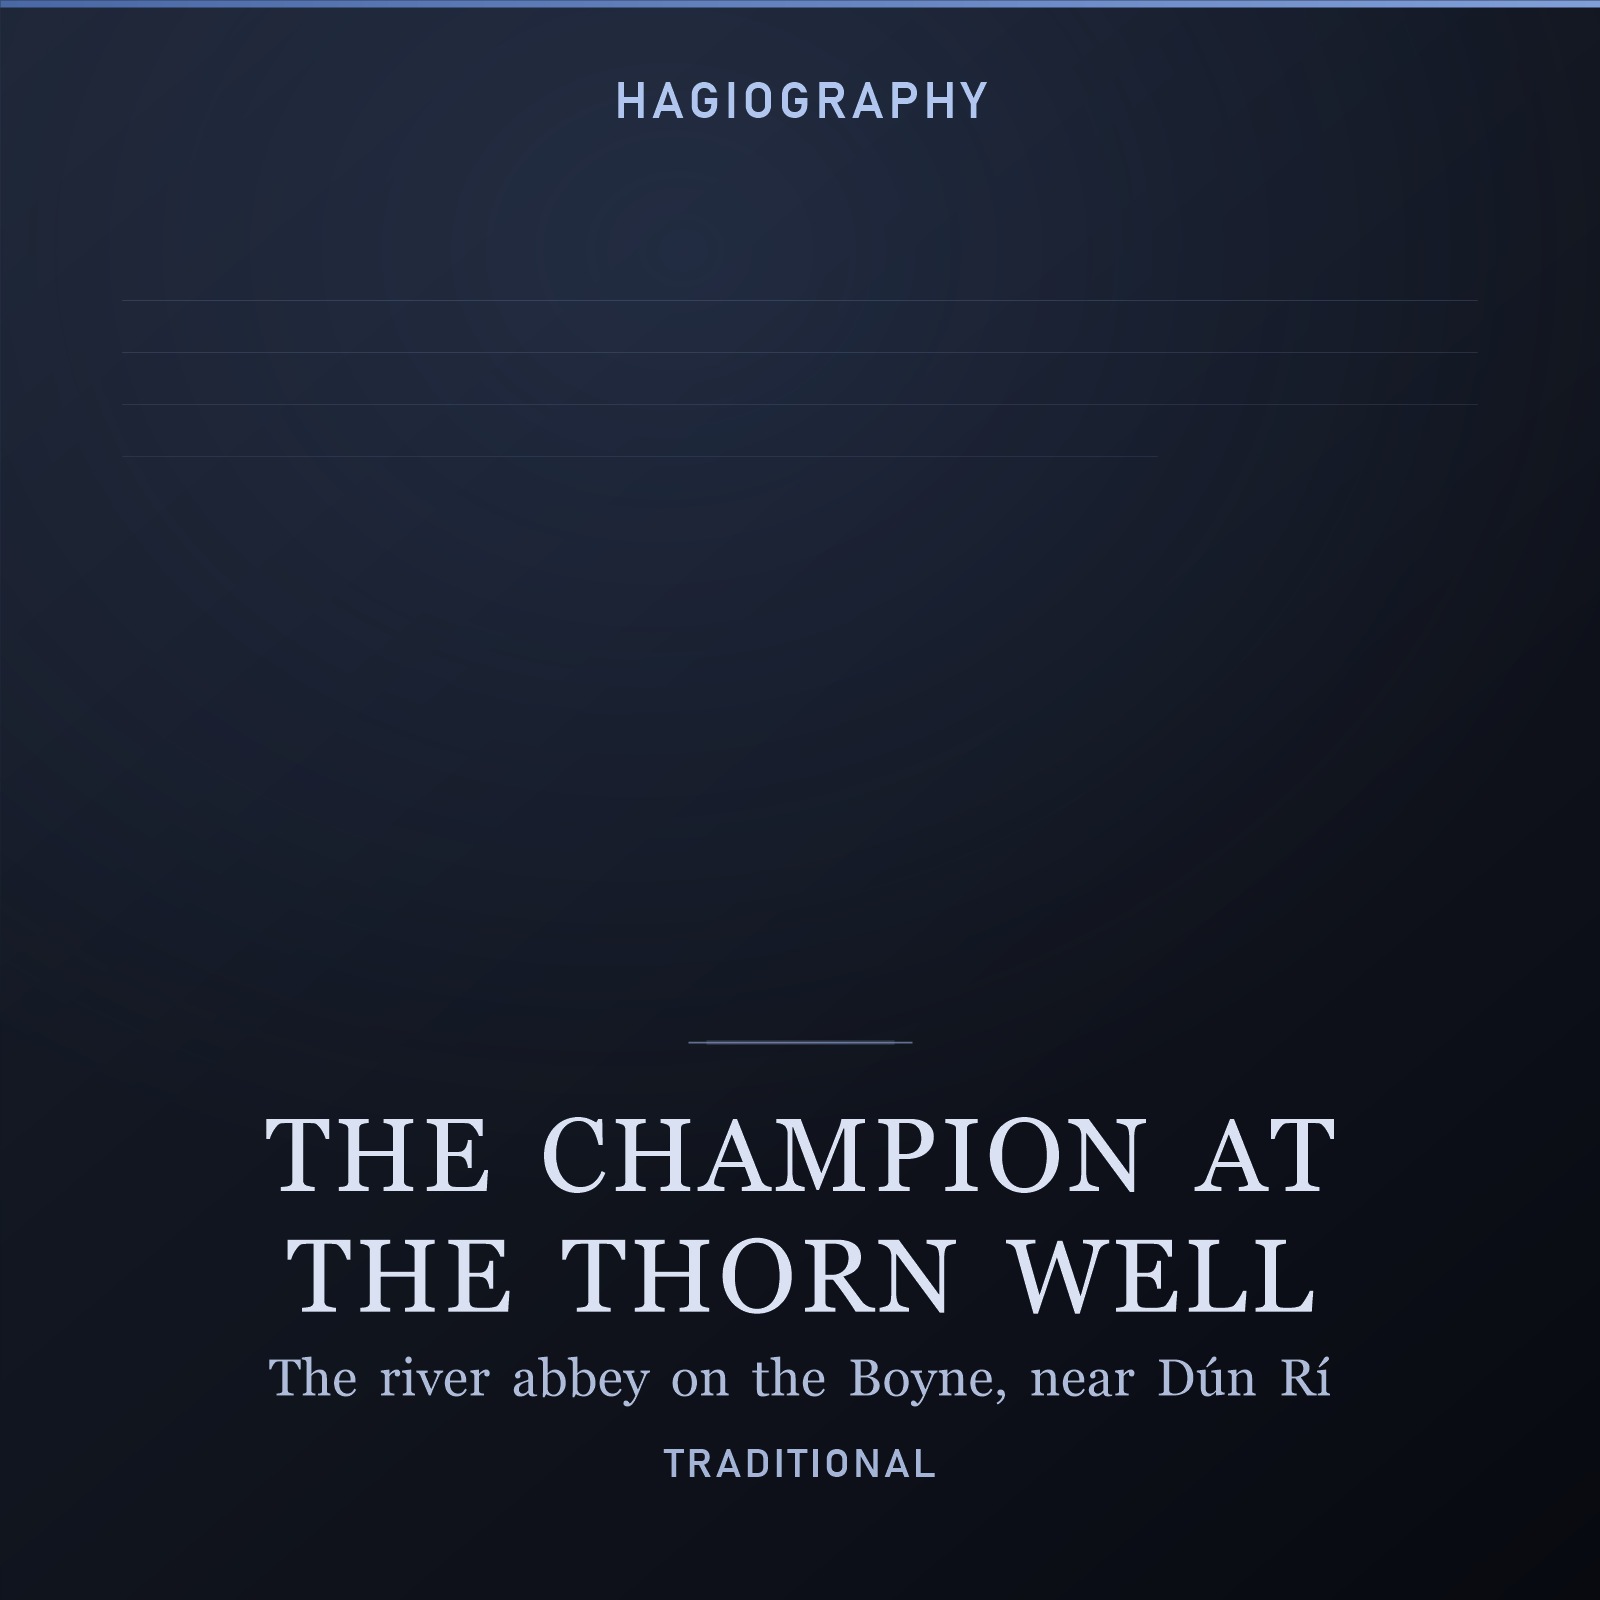 HAGIOGRAPHY
THE CHAMPION AT
THE THORN WELL
The river abbey on the Boyne, near Dún Rí
TRADITIONAL